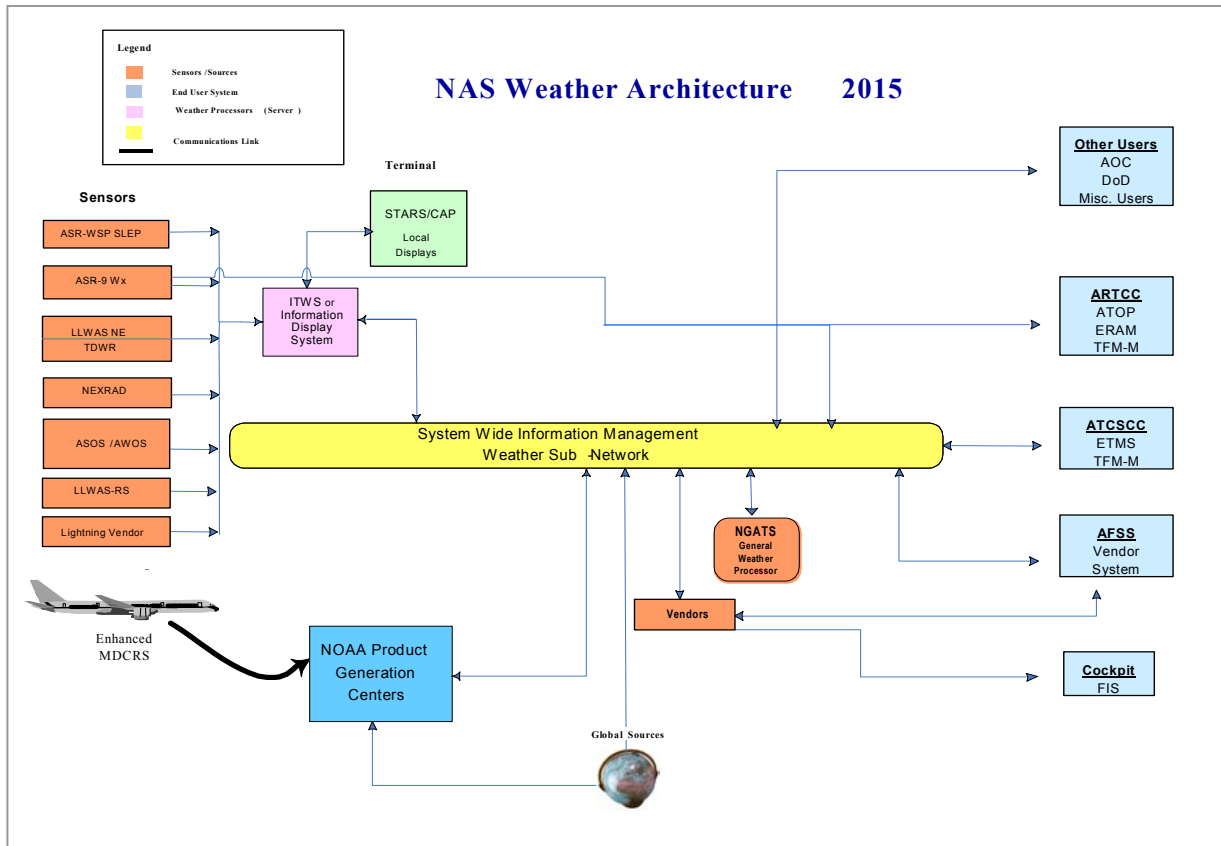 Legend
Sensors /Sources
End User System
Weather Processors (Server )
Communications Link
NAS Weather Architecture 2015
Terminal
Sensors
ASR-WSP SLEP
ASR-9 Wx
LLWAS NE
TDWR
NEXRAD
ASOS /AWOS
LLWAS-RS
Lightning Vendor
STARS/CAP
Local
Displays
ITWS or
Information
Display
System
System Wide Information Management
Weather Sub -Network
NGATS
General
Weather
Processor
Vendors
Enhanced
MDCRS
NOAA Product
Generation
Centers
Global Sources
Other Users
AOC
DoD
Misc. Users
ARTCC
ATOP
ERAM
TFM-M
ATCSCC
ETMS
TFM-M
AFSS
Vendor
System
Cockpit
FIS